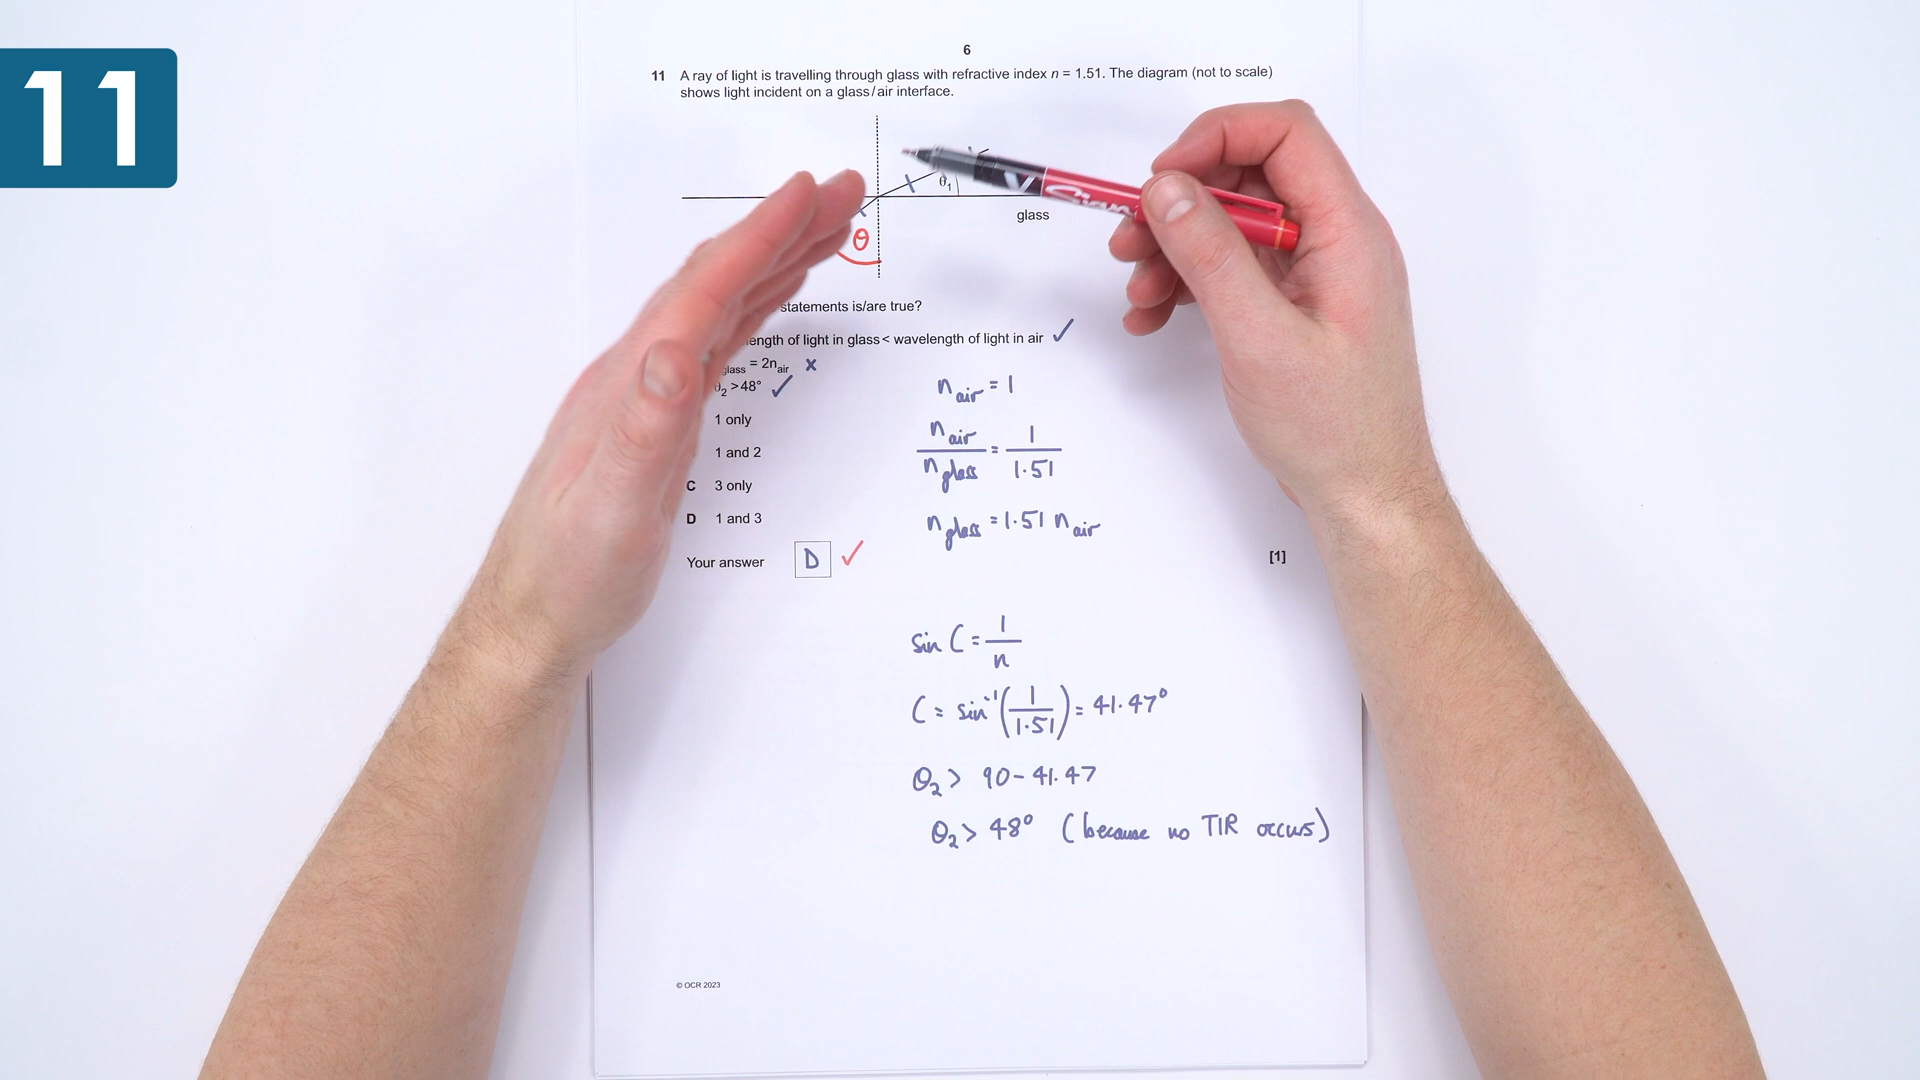 11
6
11 A ray of light is travelling through glass with refractive index n = 1.51. The diagram (not to scale)
shows light incident on a glass/air interface.
θ1
glass
θ
statements is/are true?
length of light in glass < wavelength of light in air ✓
glass = 2nair x
θ2 >48° ✓
1 only
1 and 2
C 3 only
D 1 and 3
Your answer D ✓
[1]
nair = 1
nair/nglass = 1/1.51
nglass = 1.51 nair
sin C = 1/n
C = sin⁻¹(1/1.51) = 41.47°
θ2 > 90 - 41.47
θ2 > 48° (because no TIR occurs)
© OCR 2023